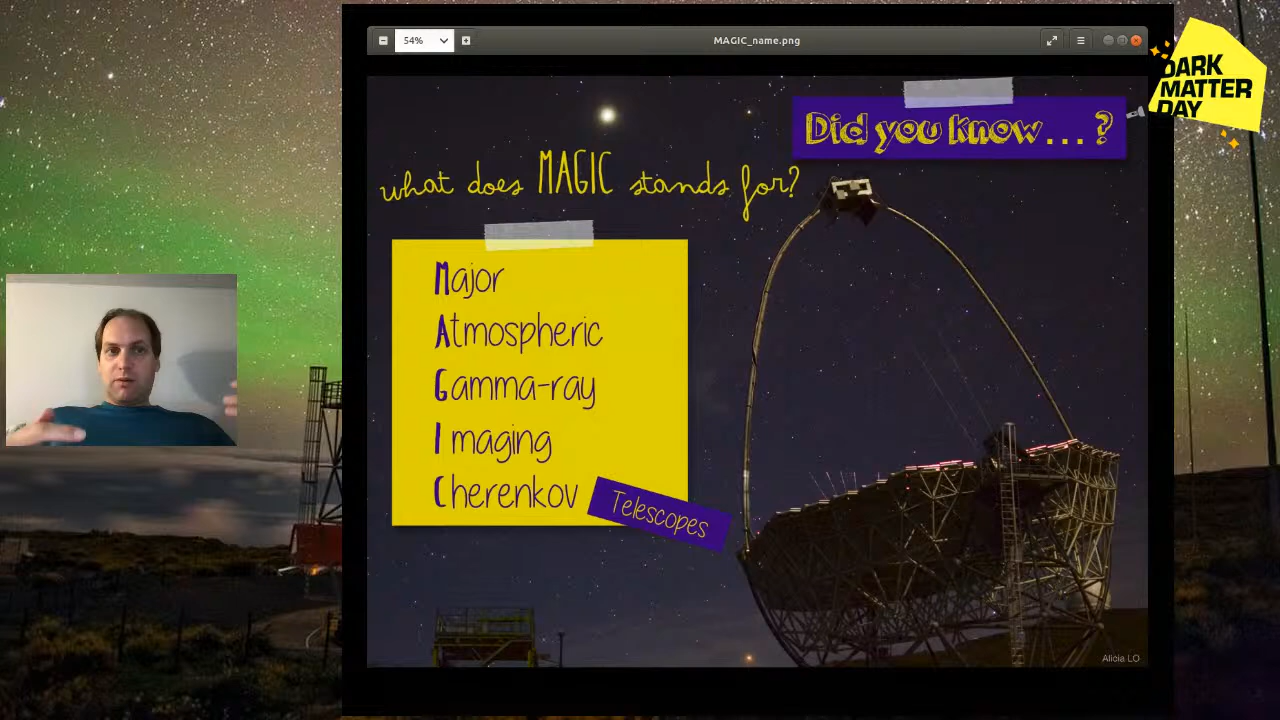 54%
MAGIC_name.png
DARK
MATTER
DAY
Did you know...?
what does MAGIC stands for?
Major
Atmospheric
Gamma-ray
Imaging
Cherenkov
Telescopes
Alicia LO